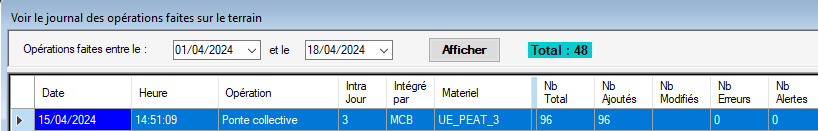 Voir le journal des opérations faites sur le terrain
Opérations faites entre le : 01/04/2024 et le 18/04/2024 Afficher Total : 48
Date Heure Opération Intra Jour Intégré par Materiel Nb Total Nb Ajoutés Nb Modifiés Nb Erreurs Nb Alertes
15/04/2024 14:51:09 Ponte collective 3 MCB UE_PEAT_3 96 96 0 0